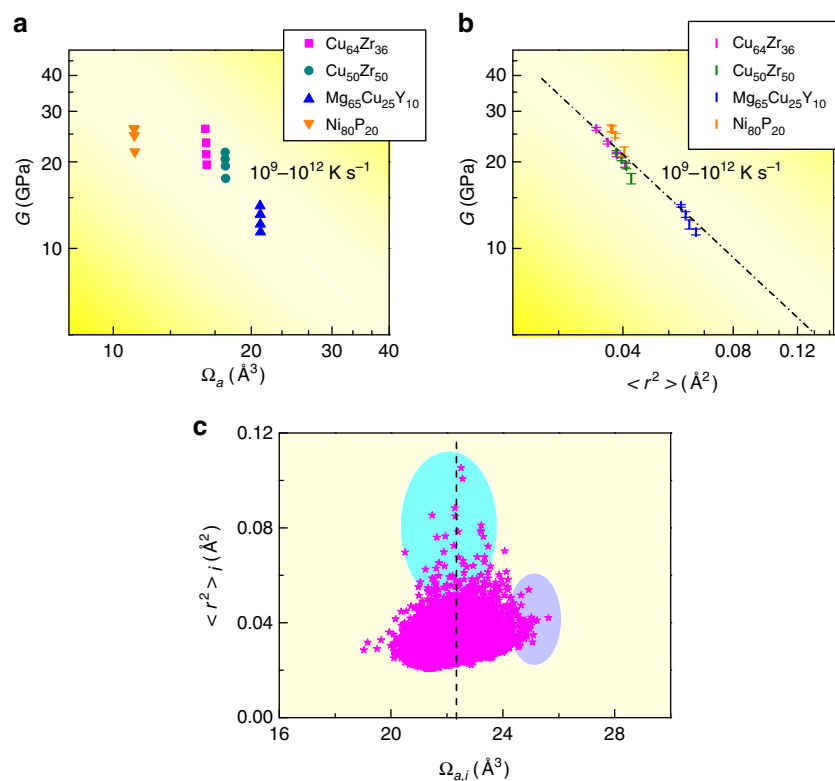 a
Cu64Zr36
Cu50Zr50
Mg65Cu25Y10
Ni80P20
40
30
20
10
G (GPa)
10⁹–10¹² K s⁻¹
10 20 30 40
Ωa (Å³)
b
Cu64Zr36
Cu50Zr50
Mg65Cu25Y10
Ni80P20
40
30
20
10
G (GPa)
10⁹–10¹² K s⁻¹
0.04 0.08 0.12
< r² > (Å²)
c
0.12
0.08
0.04
0.00
< r² > i (Å²)
16 20 24 28
Ωa,i (Å³)